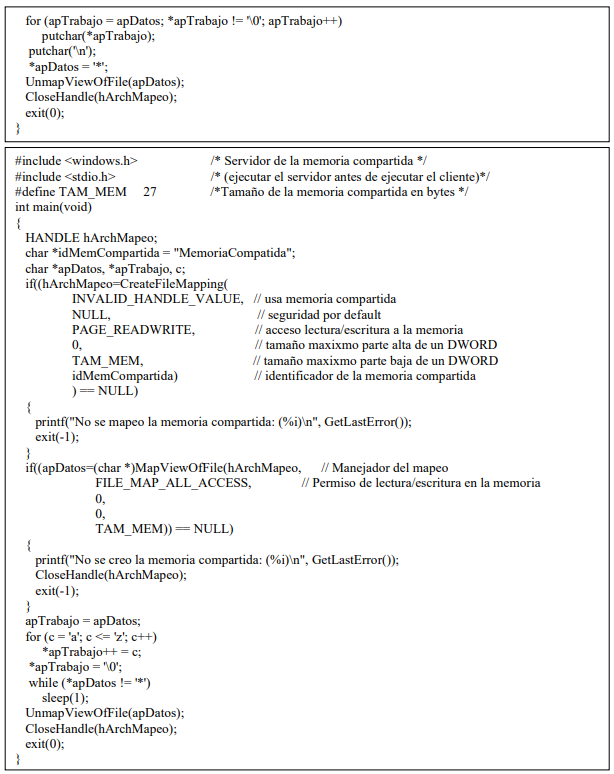 for (apTrabajo = apDatos; *apTrabajo != '\0'; apTrabajo++)
putchar(*apTrabajo);
putchar('\n');
*apDatos = '*';
UnmapViewOfFile(apDatos);
CloseHandle(hArchMapeo);
exit(0);
}
#include <windows.h> /* Servidor de la memoria compartida */
#include <stdio.h> /* (ejecutar el servidor antes de ejecutar el cliente)*/
#define TAM_MEM 27 /*Tamaño de la memoria compartida en bytes */
int main(void)
{
HANDLE hArchMapeo;
char *idMemCompartida = "MemoriaCompatida";
char *apDatos, *apTrabajo, c;
if((hArchMapeo=CreateFileMapping(
INVALID_HANDLE_VALUE, // usa memoria compartida
NULL, // seguridad por default
PAGE_READWRITE, // acceso lectura/escritura a la memoria
0, // tamaño maxixmo parte alta de un DWORD
TAM_MEM, // tamaño maxixmo parte baja de un DWORD
idMemCompartida) // identificador de la memoria compartida
) == NULL)
{
printf("No se mapeo la memoria compartida: (%i)\n", GetLastError());
exit(-1);
}
if((apDatos=(char *)MapViewOfFile(hArchMapeo, // Manejador del mapeo
FILE_MAP_ALL_ACCESS, // Permiso de lectura/escritura en la memoria
0,
0,
TAM_MEM)) == NULL)
{
printf("No se creo la memoria compartida: (%i)\n", GetLastError());
CloseHandle(hArchMapeo);
exit(-1);
}
apTrabajo = apDatos;
for (c = 'a'; c <= 'z'; c++)
*apTrabajo++ = c;
*apTrabajo = '\0';
while (*apDatos != '*')
sleep(1);
UnmapViewOfFile(apDatos);
CloseHandle(hArchMapeo);
exit(0);
}